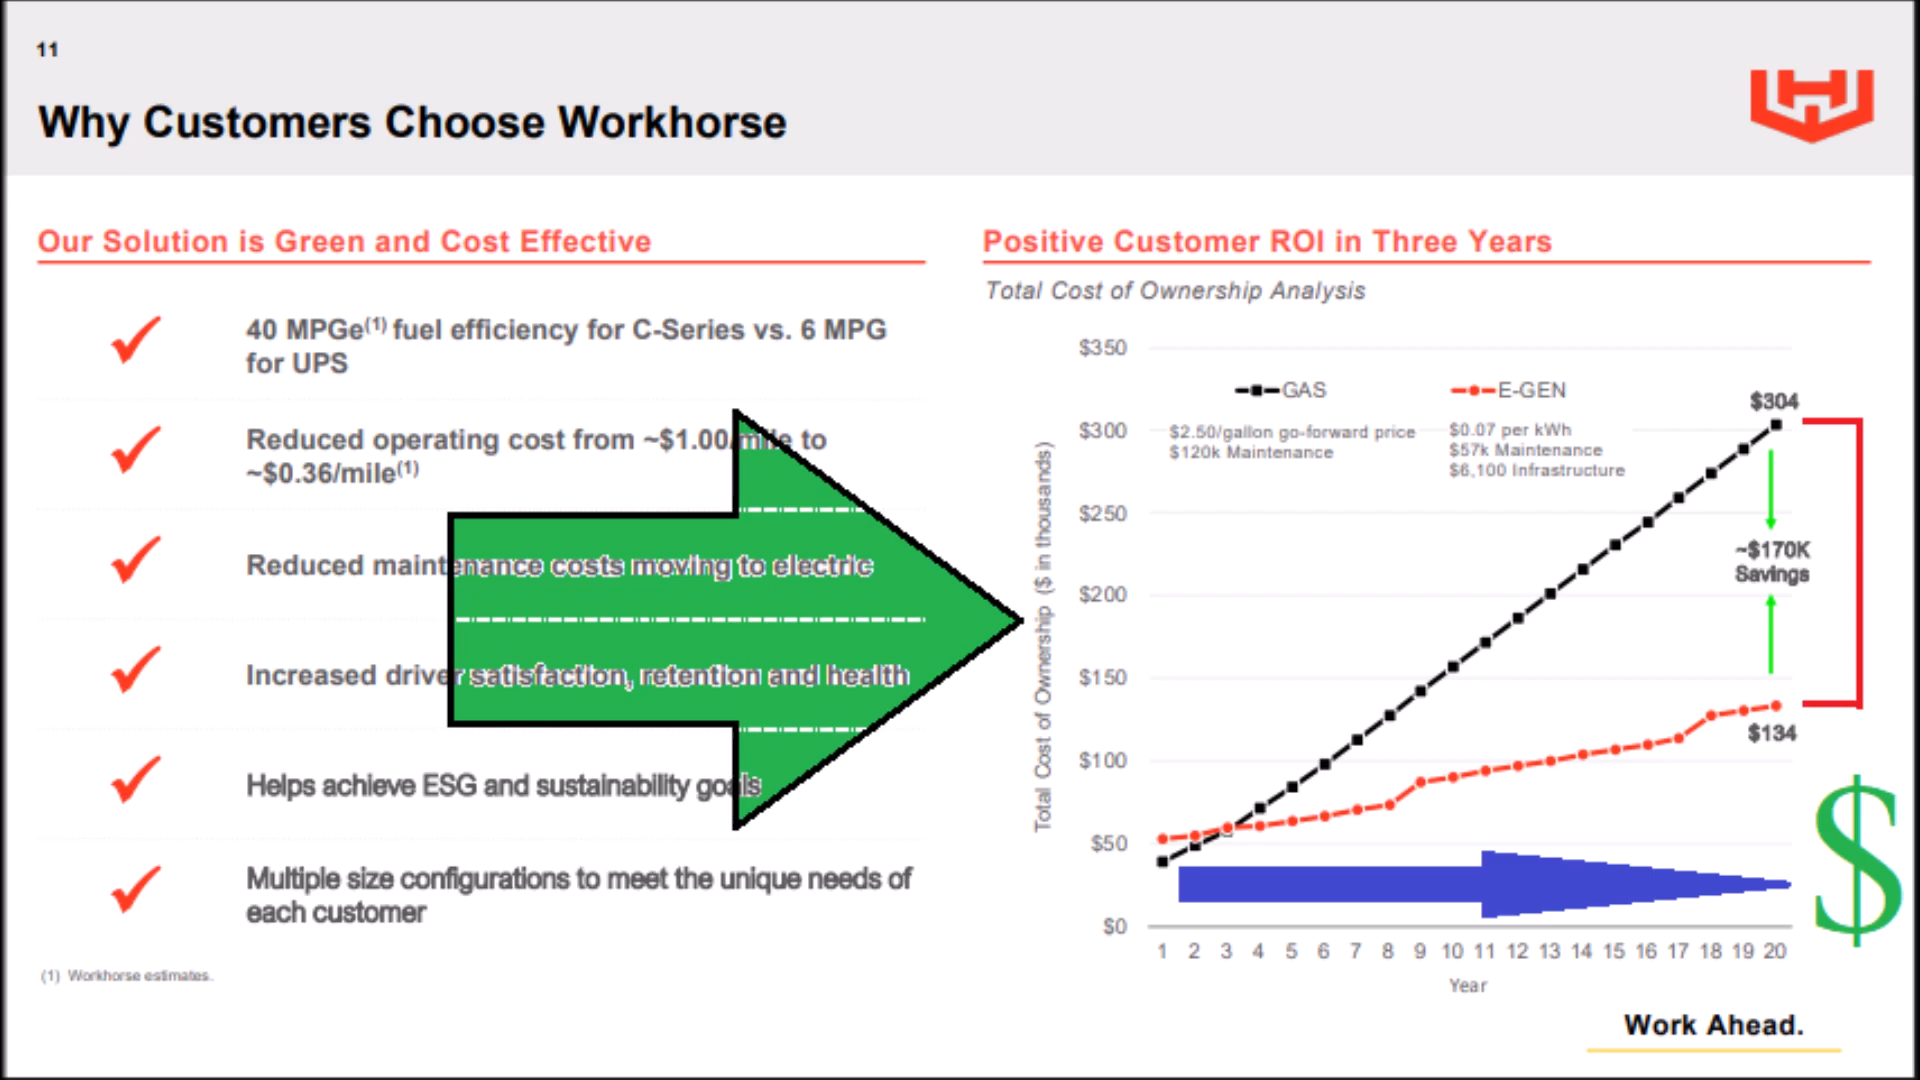 11
Why Customers Choose Workhorse
Our Solution is Green and Cost Effective
40 MPGe(1) fuel efficiency for C-Series vs. 6 MPG
for UPS
Reduced operating cost from ~$1.00/mile to
~$0.36/mile(1)
Reduced maintenance costs moving to electric
Increased driver satisfaction, retention and health
Helps achieve ESG and sustainability goals
Multiple size configurations to meet the unique needs of
each customer
(1) Workhorse estimates.
Positive Customer ROI in Three Years
Total Cost of Ownership Analysis
Total Cost of Ownership ($ in thousands)
$350
$300
$250
$200
$150
$100
$50
$0
GAS
$2.50/gallon go-forward price
$120k Maintenance
E-GEN
$0.07 per kWh
$57k Maintenance
$6,100 Infrastructure
$304
~$170K
Savings
$134
$
1 2 3 4 5 6 7 8 9 10 11 12 13 14 15 16 17 18 19 20
Year
Work Ahead.